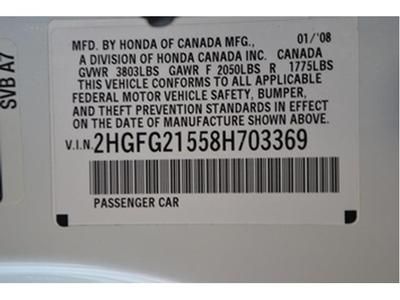 SVB A7
MFD. BY HONDA OF CANADA MFG., 01/'08
A DIVISION OF HONDA CANADA INC. CANADA
GVWR 3803LBS GAWR F 2050LBS R 1775LBS
THIS VEHICLE CONFORMS TO ALL APPLICABLE
FEDERAL MOTOR VEHICLE SAFETY, BUMPER,
AND THEFT PREVENTION STANDARDS IN EFFECT
ON THE DATE OF MANUFACTURE SHOWN ABOVE.
V.I.N. 2HGFG21558H703369
PASSENGER CAR